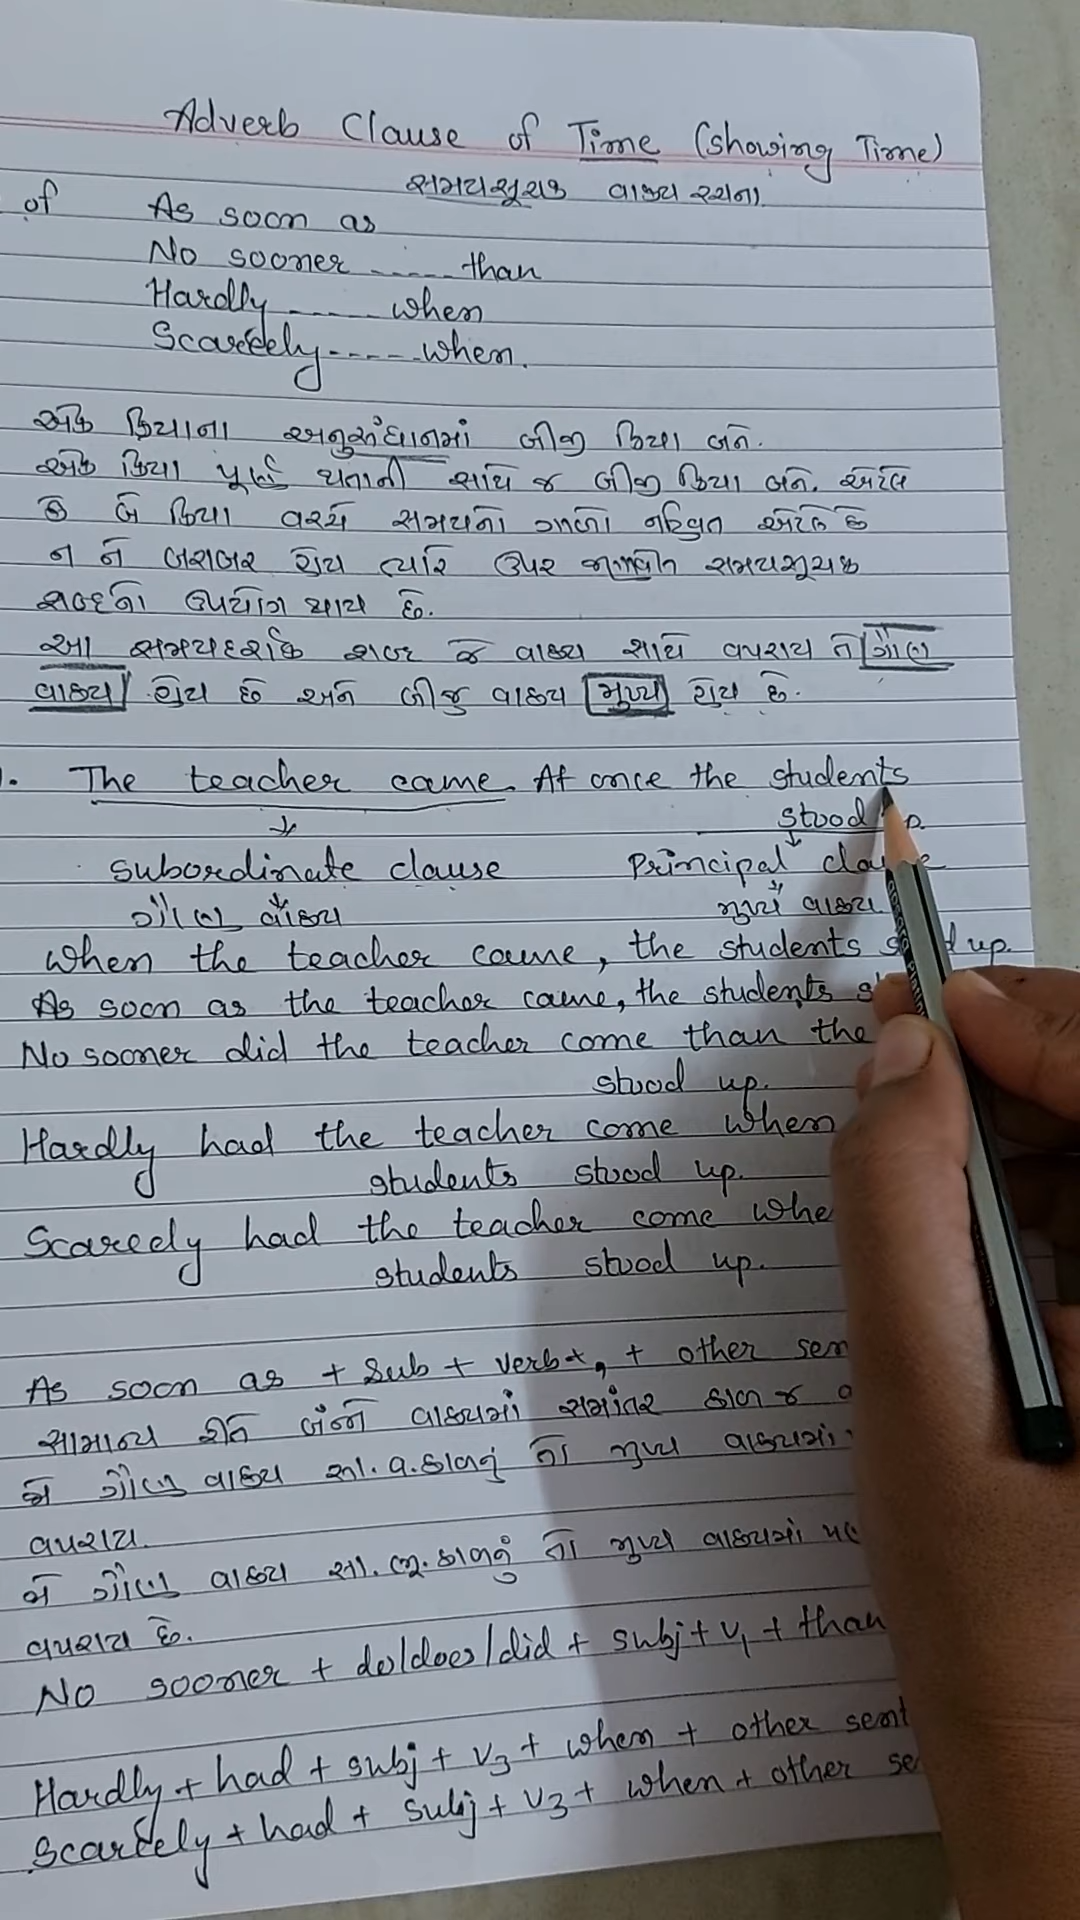 Adverb Clause of Time (showing Time)
સમયસૂચક વાક્ય રચના
of As soon as
No sooner ----- than
Hardly ----- when
Scarcely ---- when.
એક ક્રિયાના અનુસંધાનમાં બીજી ક્રિયા બને.
એક ક્રિયા પૂર્ણ થતાની સાથે જ બીજી ક્રિયા બને. એટલે
કે બે ક્રિયા વચ્ચે સમયનો ગાળો નહિવત એટલે કે
ન ને બરાબર હોય ત્યારે ઉપર મુજબના સમયસૂચક
શબ્દનો ઉપયોગ થાય છે.
આ સમયદર્શક શબ્દ જે વાક્ય સાથે વપરાય તે ગૌણ
વાક્ય હોય છે અને બીજુ વાક્ય મુખ્ય હોય છે.
. The teacher came. At once the students
stood
subordinate clause Principal
ગૌણ વાક્ય મુખ્ય વાક્ય
When the teacher came, the students up.
As soon as the teacher came, the students
No sooner did the teacher come than the
stood up.
Hardly had the teacher come when
students stood up.
Scarcely had the teacher come
students stood up.
As soon as + Sub + verb, + other
સામાન્ય રીતે બંને વાક્યમાં સમાંતર કાળ જ
જો ગૌણ વાક્ય સા. વ. કાળનું તો મુખ્ય વાક્યમાં
વપરાય.
જો ગૌણ વાક્ય સા. ભૂ. કાળનું તો મુખ્ય વાક્યમાં
વપરાય છે.
No sooner + do/does/did + subj + v1 + than
Hardly + had + subj + v3 + when + other
Scarcely + had + subj + v3 + when + other